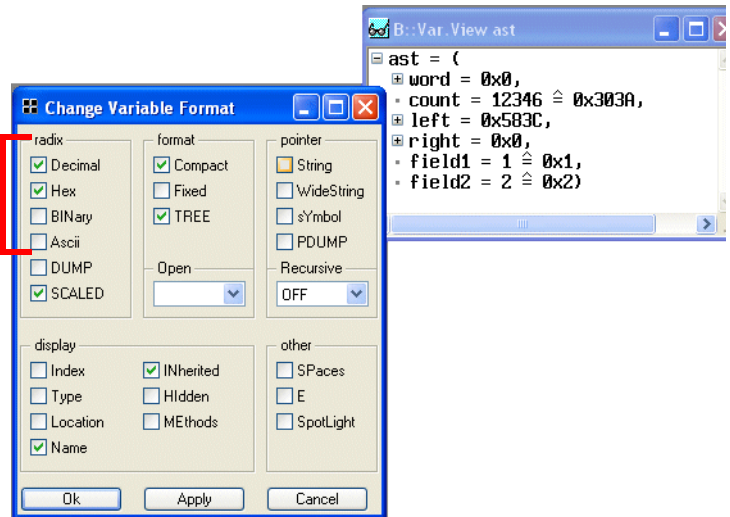 B::Var.View ast
ast = (
word = 0x0,
count = 12346 ≙ 0x303A,
left = 0x583C,
right = 0x0,
field1 = 1 ≙ 0x1,
field2 = 2 ≙ 0x2)
Change Variable Format
radix
Decimal
Hex
BINary
Ascii
DUMP
SCALED
format
Compact
Fixed
TREE
Open
pointer
String
WideString
sYmbol
PDUMP
Recursive
OFF
display
Index
Type
Location
Name
INherited
HIdden
MEthods
other
SPaces
E
SpotLight
Ok
Apply
Cancel